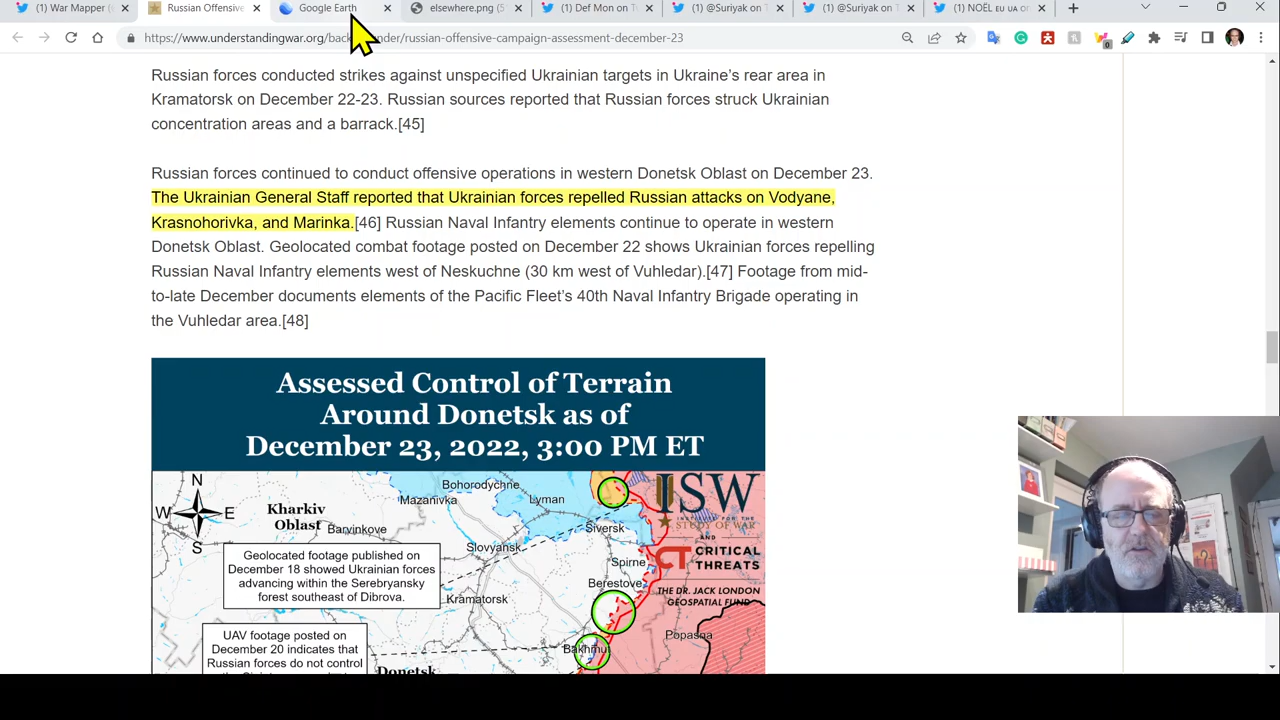 (1) War Mapper (
Russian Offensive
Google Earth
elsewhere.png (5
(1) Def Mon on Tw
(1) @Suriyak on T
(1) @Suriyak on T
(1) NOËL EU UA on
https://www.understandingwar.org/back
nder/russian-offensive-campaign-assessment-december-23
Russian forces conducted strikes against unspecified Ukrainian targets in Ukraine’s rear area in
Kramatorsk on December 22-23. Russian sources reported that Russian forces struck Ukrainian
concentration areas and a barrack.[45]
Russian forces continued to conduct offensive operations in western Donetsk Oblast on December 23.
The Ukrainian General Staff reported that Ukrainian forces repelled Russian attacks on Vodyane,
Krasnohorivka, and Marinka.[46] Russian Naval Infantry elements continue to operate in western
Donetsk Oblast. Geolocated combat footage posted on December 22 shows Ukrainian forces repelling
Russian Naval Infantry elements west of Neskuchne (30 km west of Vuhledar).[47] Footage from mid-
to-late December documents elements of the Pacific Fleet’s 40th Naval Infantry Brigade operating in
the Vuhledar area.[48]
Assessed Control of Terrain
Around Donetsk as of
December 23, 2022, 3:00 PM ET
N
W
E
S
Kharkiv
Oblast
Barvinkove
Bohorodychne
Mazanivka
Lyman
Slovyansk
Kramatorsk
Siversk
Spirne
Berestove
Popasna
Bakhmut
Donetsk
ISW
INSTITUTE FOR THE
STUDY OF WAR
AND
CT CRITICAL
THREATS
THE DR. JACK LONDON
GEOSPATIAL FUND
Geolocated footage published on
December 18 showed Ukrainian forces
advancing within the Serebryansky
forest southeast of Dibrova.
UAV footage posted on
December 20 indicates that
Russian forces do not control